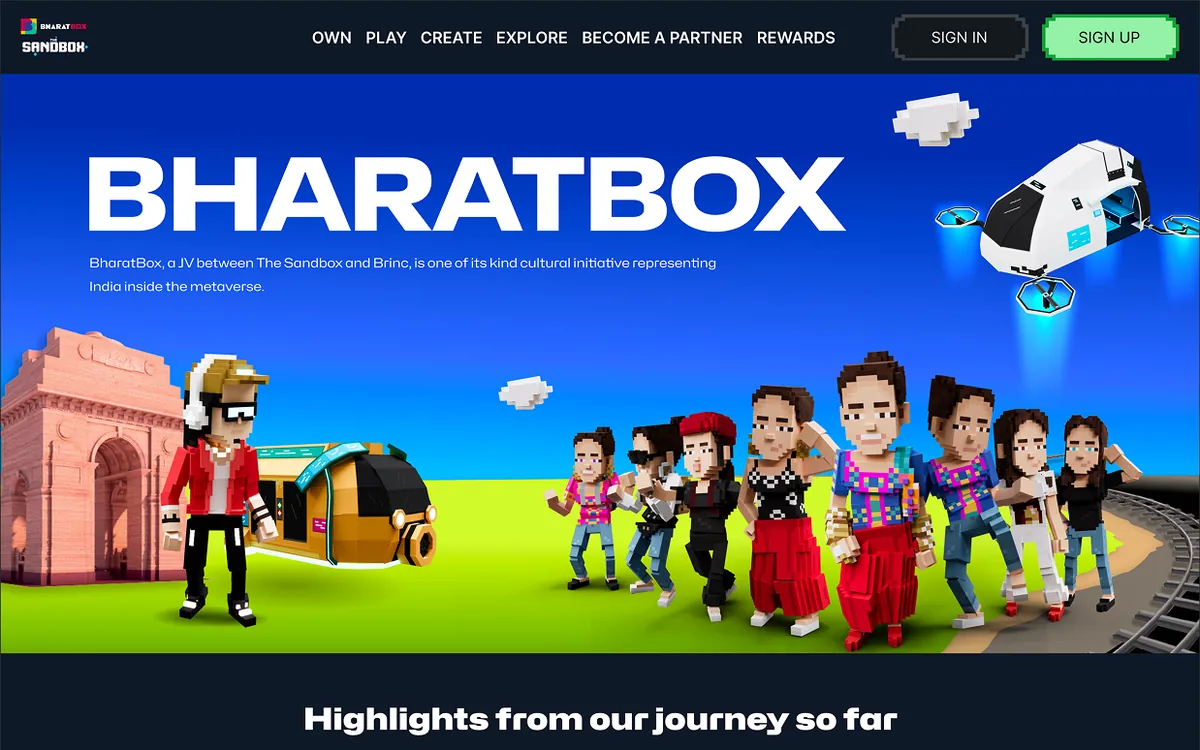 BHARATBOX
THE
SANDBOX
OWN PLAY CREATE EXPLORE BECOME A PARTNER REWARDS
SIGN IN
SIGN UP
BHARATBOX
BharatBox, a JV between The Sandbox and Brinc, is one of its kind cultural initiative representing
India inside the metaverse.
Highlights from our journey so far